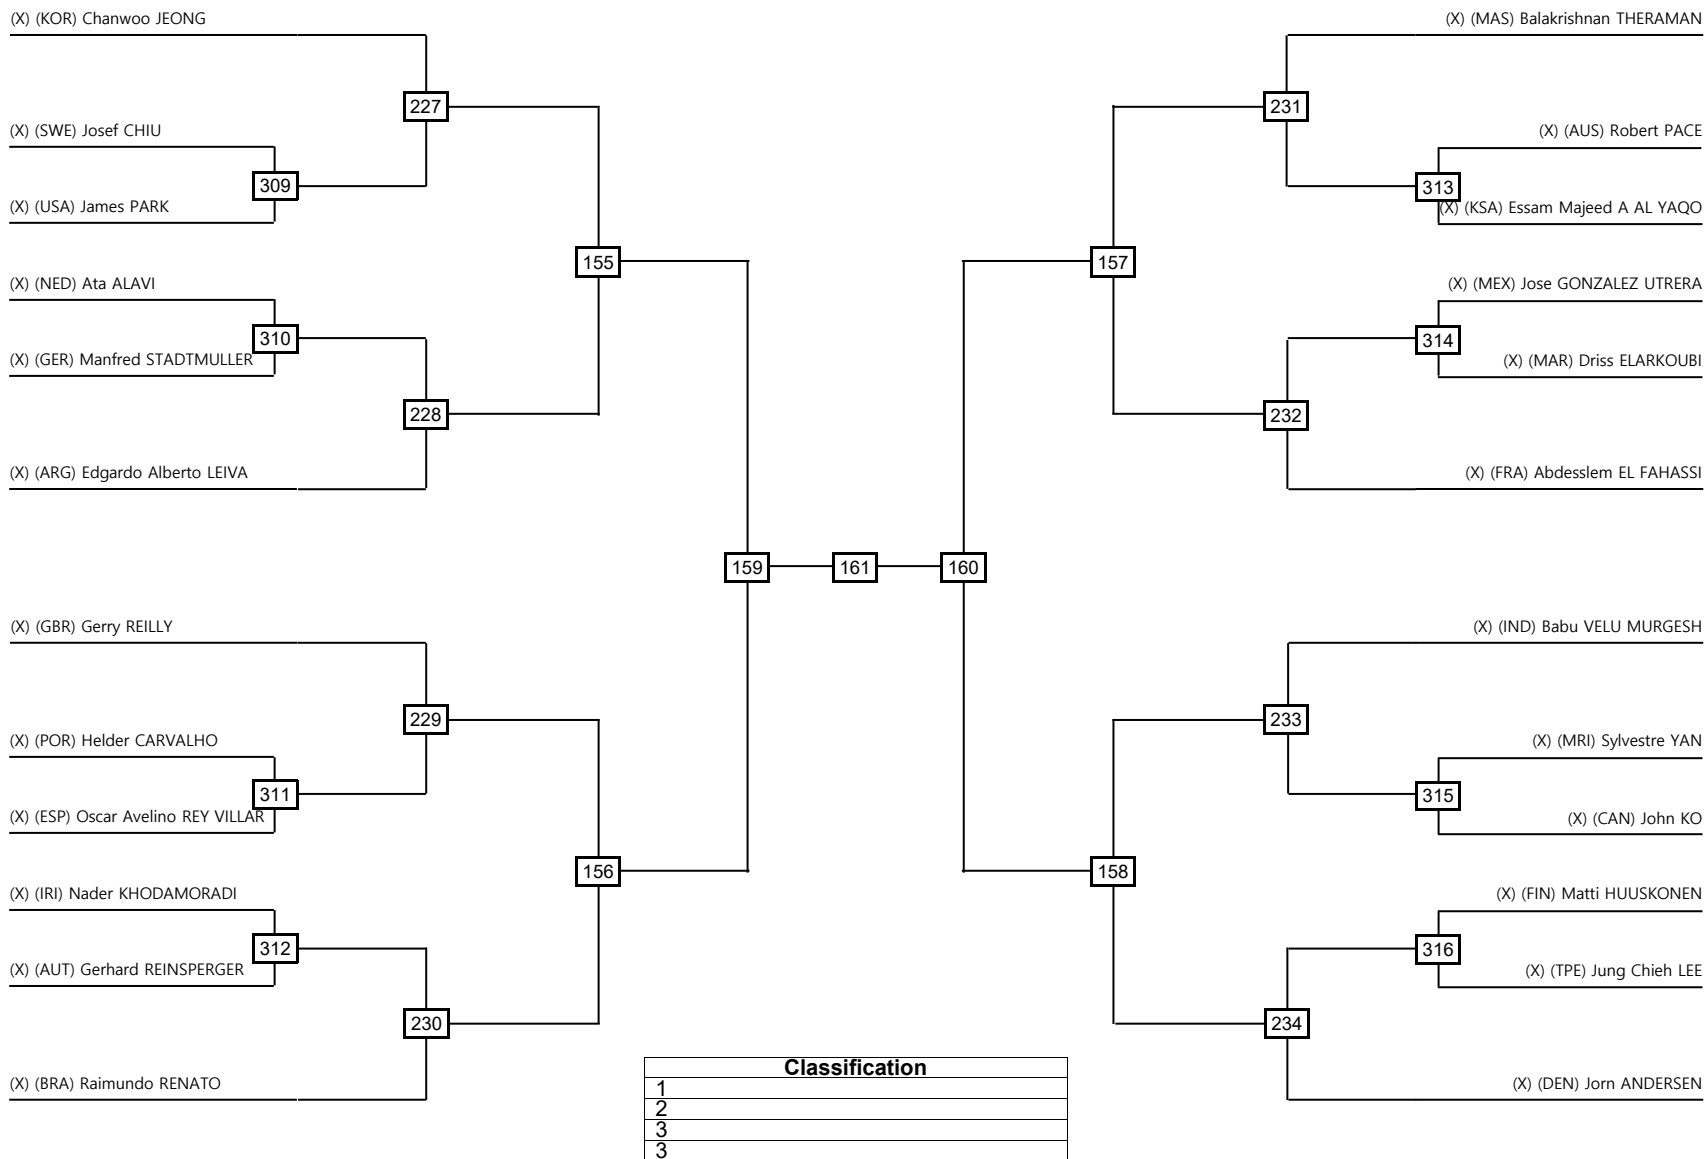 (X) (KOR) Chanwoo JEONG
227
(X) (SWE) Josef CHIU
309
(X) (USA) James PARK
155
(X) (NED) Ata ALAVI
310
(X) (GER) Manfred STADTMULLER
228
(X) (ARG) Edgardo Alberto LEIVA
159
(X) (GBR) Gerry REILLY
229
(X) (POR) Helder CARVALHO
311
(X) (ESP) Oscar Avelino REY VILLAR
156
(X) (IRI) Nader KHODAMORADI
312
(X) (AUT) Gerhard REINSPERGER
230
(X) (BRA) Raimundo RENATO
161
(X) (MAS) Balakrishnan THERAMAN
231
(X) (AUS) Robert PACE
313
(X) (KSA) Essam Majeed A AL YAQO
157
(X) (MEX) Jose GONZALEZ UTRERA
314
(X) (MAR) Driss ELARKOUBI
232
(X) (FRA) Abdesslem EL FAHASSI
160
(X) (IND) Babu VELU MURGESH
233
(X) (MRI) Sylvestre YAN
315
(X) (CAN) John KO
158
(X) (FIN) Matti HUUSKONEN
316
(X) (TPE) Jung Chieh LEE
234
(X) (DEN) Jorn ANDERSEN
Classification
1
2
3
3